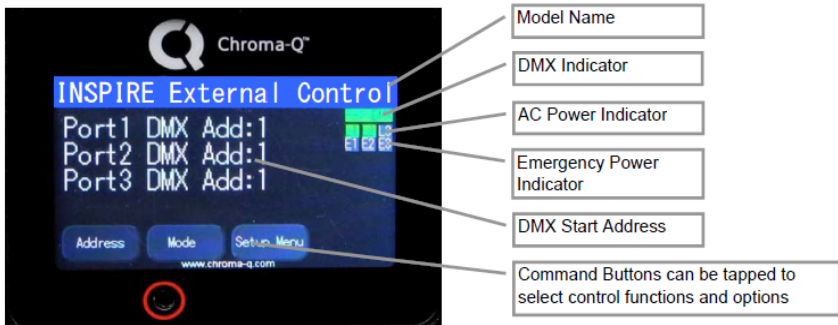 Chroma-Q™
INSPIRE External Control
Port1 DMX Add:1
Port2 DMX Add:1
Port3 DMX Add:1
L3
E1 E2 E3
Address Mode Setup Menu
www.chroma-q.com
Model Name
DMX Indicator
AC Power Indicator
Emergency Power
Indicator
DMX Start Address
Command Buttons can be tapped to
select control functions and options